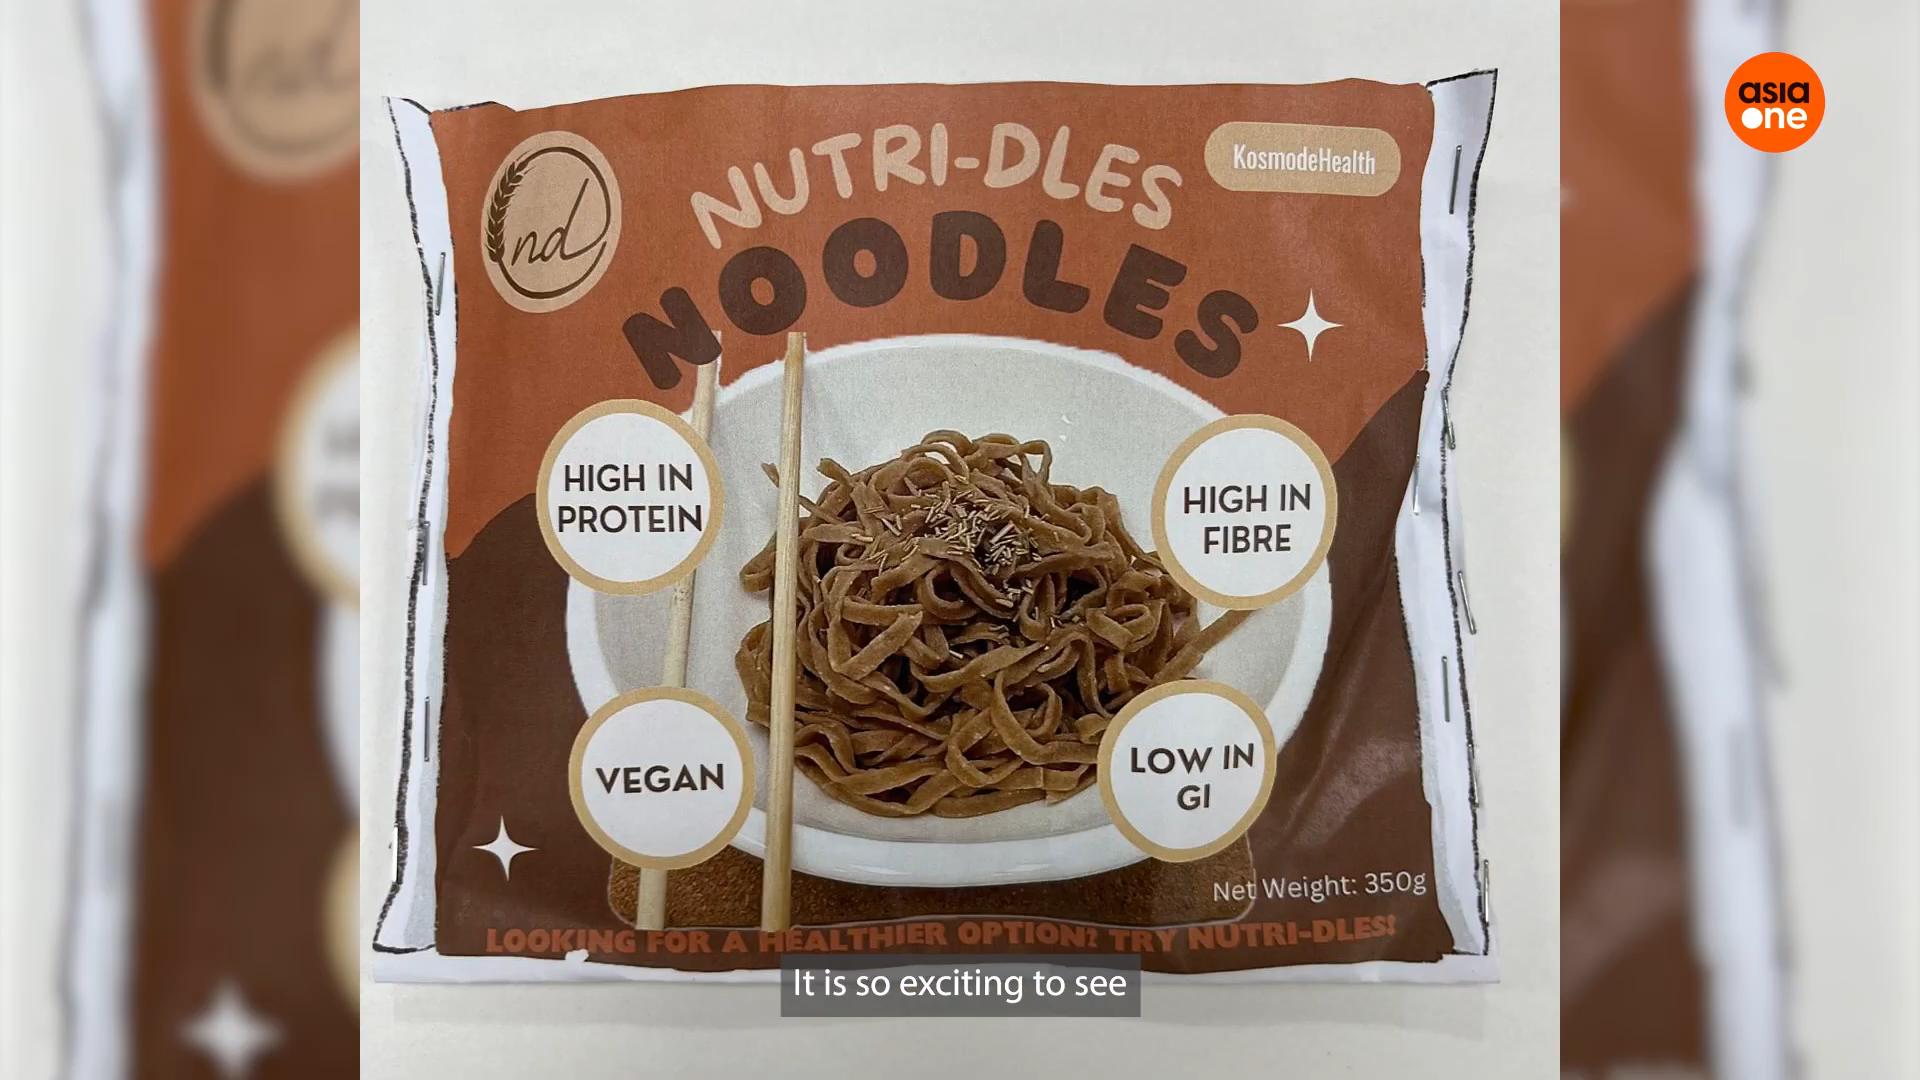 asia
one
nd
NUTRI-DLES
KosmodeHealth
NOODLES
HIGH IN
PROTEIN
HIGH IN
FIBRE
VEGAN
LOW IN
GI
Net Weight: 350g
LOOKING FOR A HEALTHIER OPTION? TRY NUTRI-DLES!
It is so exciting to see